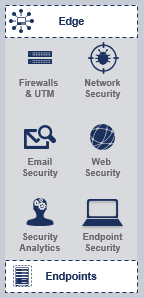 Edge
Firewalls
& UTM
Network
Security
Email
Security
Web
Security
Security
Analytics
Endpoint
Security
Endpoints